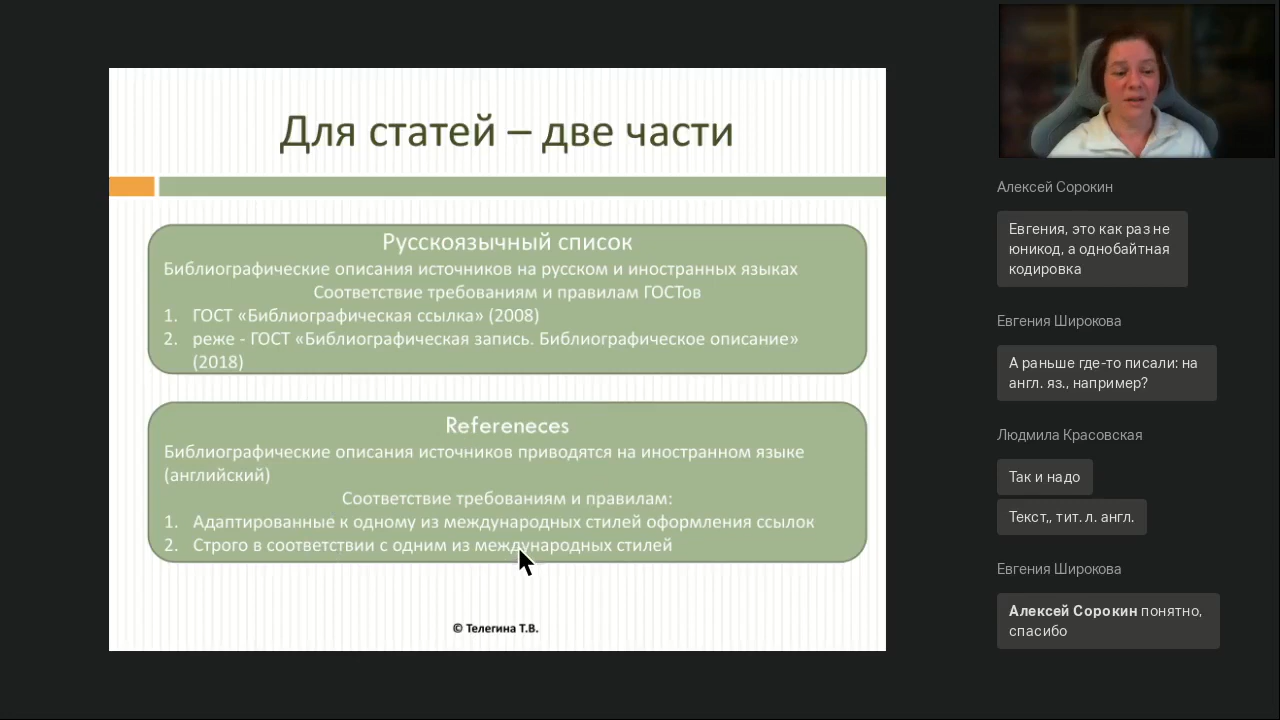 Для статей – две части
Русскоязычный список
Библиографические описания источников на русском и иностранных языках
Соответствие требованиям и правилам ГОСТов
1. ГОСТ «Библиографическая ссылка» (2008)
2. реже - ГОСТ «Библиографическая запись. Библиографическое описание»
(2018)
Refereneces
Библиографические описания источников приводятся на иностранном языке
(английский)
Соответствие требованиям и правилам:
1. Адаптированные к одному из международных стилей оформления ссылок
2. Строго в соответствии с одним из международных стилей
© Телегина Т.В.
Алексей Сорокин
Евгения, это как раз не
юникод, а однобайтная
кодировка
Евгения Широкова
А раньше где-то писали: на
англ. яз., например?
Людмила Красовская
Так и надо
Текст,, тит. л. англ.
Евгения Широкова
Алексей Сорокин понятно,
спасибо